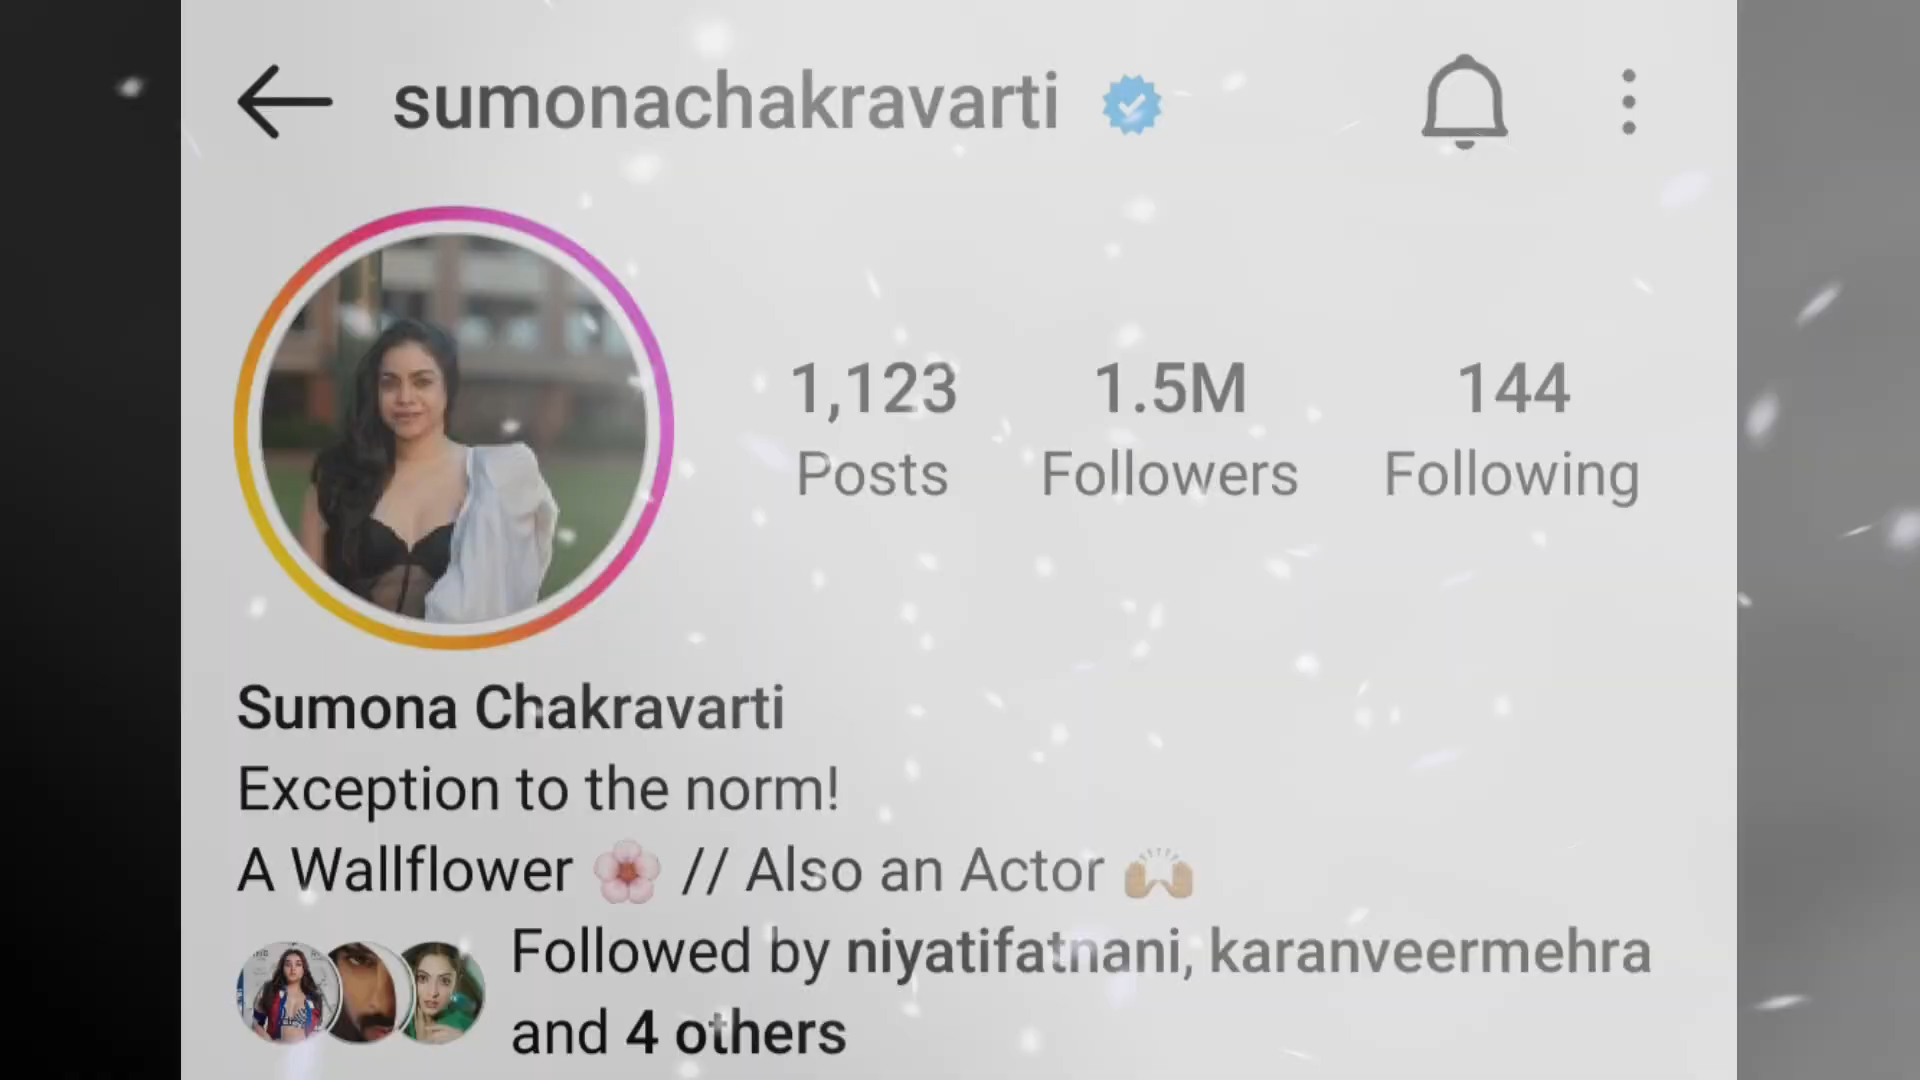 sumonachakravarti
1,123 1.5M 144
Posts Followers Following
Sumona Chakravarti
Exception to the norm!
A Wallflower 🌸 // Also an Actor 🙌🏽
Followed by niyatifatnani, karanveermehra
and 4 others